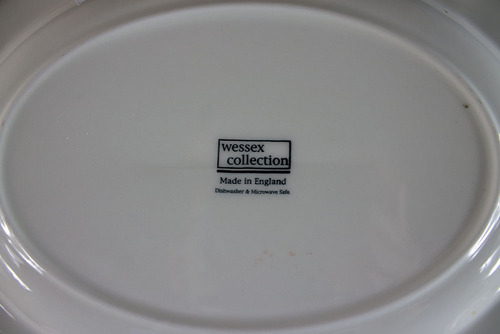 wessex
collection
Made in England
Dishwasher & Microwave Safe